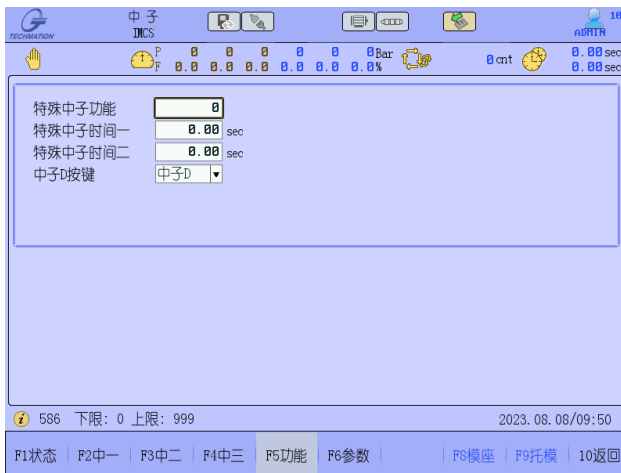 TECHMATION
中 子
IMCS
10
ADMIN
P 0 0 0 0 0 0Bar
F 0.0 0.0 0.0 0.0 0.0 0.0%
0cnt
0.00sec
0.00sec
特殊中子功能 0
特殊中子时间一 0.00 sec
特殊中子时间二 0.00 sec
中子D按键 中子D
586 下限: 0 上限: 999
2023.08.08/09:50
F1状态 F2中一 F3中二 F4中三 F5功能 F6参数 F8模座 F9托模 10返回